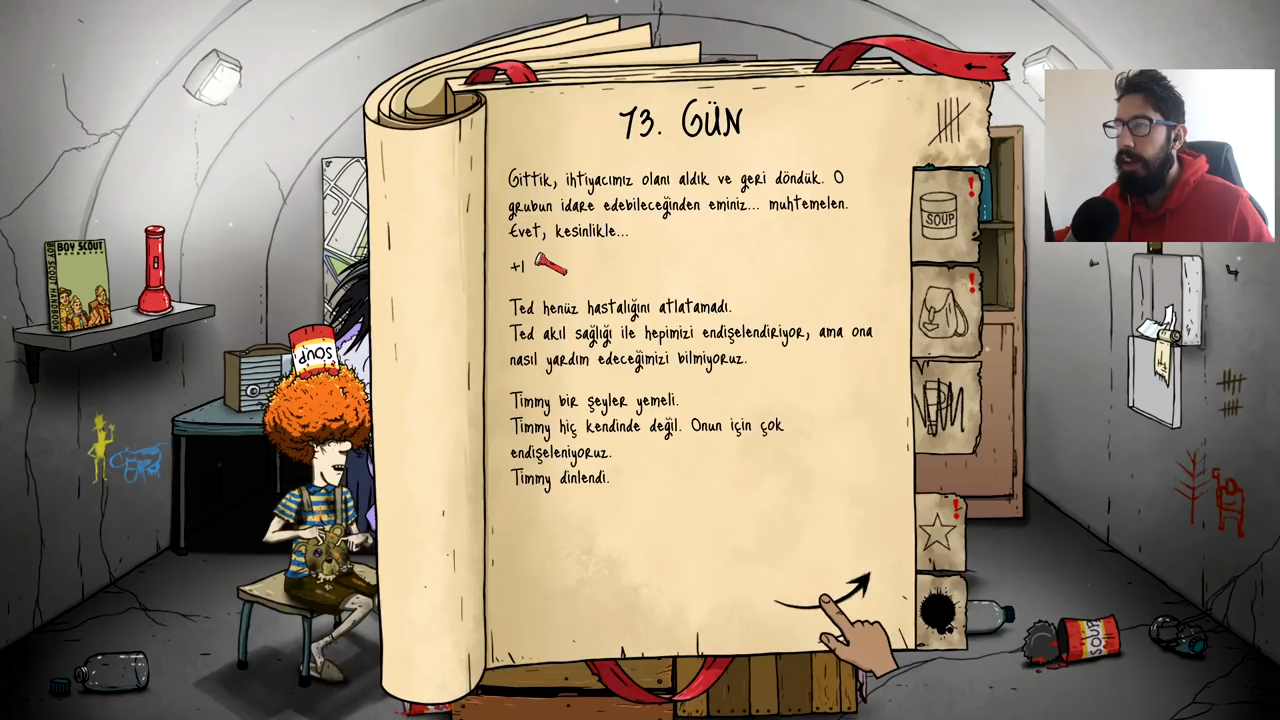 73. GÜN
Gittik, ihtiyacımız olanı aldık ve geri döndük. O
grubun idare edebileceğinden eminiz... muhtemelen.
Evet, kesinlikle...
+1
Ted henüz hastalığını atlatamadı.
Ted akıl sağlığı ile hepimizi endişelendiriyor, ama ona
nasıl yardım edeceğimizi bilmiyoruz.
Timmy bir şeyler yemeli.
Timmy hiç kendinde değil. Onun için çok
endişeleniyoruz.
Timmy dinlendi.
SOUP
BOY SCOUT
BOY SCOUT HANDBOOK
SOUP
SOUP